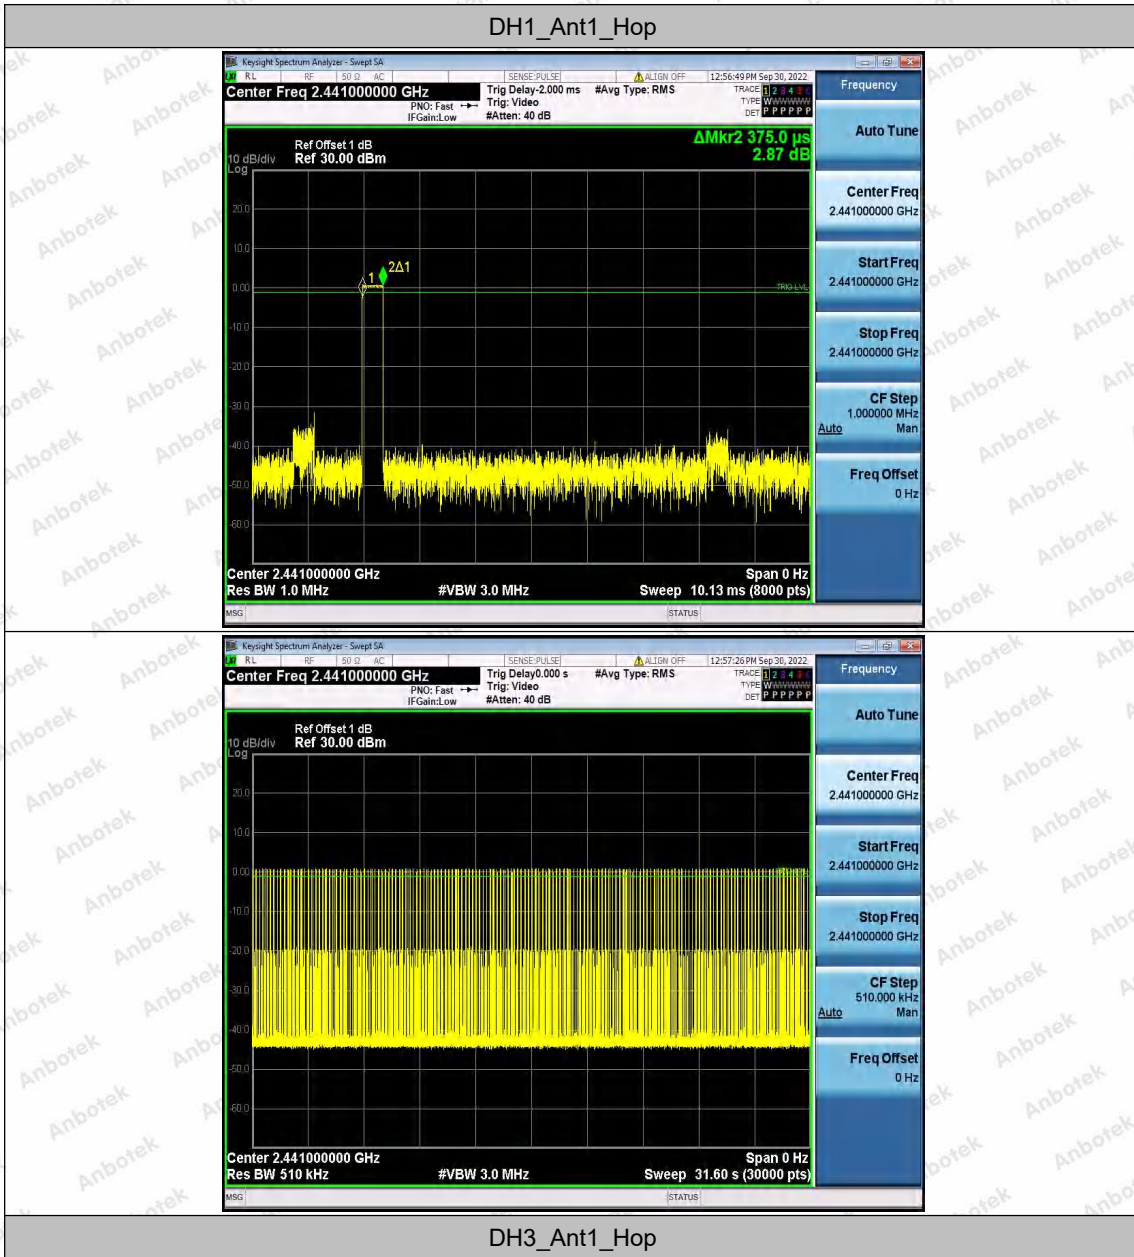 DH1_Ant1_Hop
Keysight Spectrum Analyzer - Swept SA
RL RF 50 Ω AC SENSE:PULSE ALIGN OFF 12:56:49 PM Sep 30, 2022
Center Freq 2.441000000 GHz
PNO: Fast
IFGain:Low
Trig Delay-2.000 ms
Trig: Video
#Atten: 40 dB
#Avg Type: RMS
TRACE 1 2 3 4 5 6
TYPE WWWWWW
DET P P P P P P
ΔMkr2 375.0 µs
2.87 dB
Ref Offset 1 dB
10 dB/div Ref 30.00 dBm
Log
20.0
10.0
0.00
-10.0
-20.0
-30.0
-40.0
-50.0
-60.0
1
2Δ1
TRIG LVL
Center 2.441000000 GHz Span 0 Hz
Res BW 1.0 MHz #VBW 3.0 MHz Sweep 10.13 ms (8000 pts)
MSG STATUS
Frequency
Auto Tune
Center Freq
2.441000000 GHz
Start Freq
2.441000000 GHz
Stop Freq
2.441000000 GHz
CF Step
1.000000 MHz
Auto Man
Freq Offset
0 Hz
Keysight Spectrum Analyzer - Swept SA
RL RF 50 Ω AC SENSE:PULSE ALIGN OFF 12:57:26 PM Sep 30, 2022
Center Freq 2.441000000 GHz
PNO: Fast
IFGain:Low
Trig Delay0.000 s
Trig: Video
#Atten: 40 dB
#Avg Type: RMS
TRACE 1 2 3 4 5 6
TYPE WWWWWW
DET P P P P P P
Ref Offset 1 dB
10 dB/div Ref 30.00 dBm
Log
20.0
10.0
0.00
-10.0
-20.0
-30.0
-40.0
-50.0
-60.0
Center 2.441000000 GHz Span 0 Hz
Res BW 510 kHz #VBW 3.0 MHz Sweep 31.60 s (30000 pts)
MSG STATUS
Frequency
Auto Tune
Center Freq
2.441000000 GHz
Start Freq
2.441000000 GHz
Stop Freq
2.441000000 GHz
CF Step
510.000 kHz
Auto Man
Freq Offset
0 Hz
DH3_Ant1_Hop
Anbotek